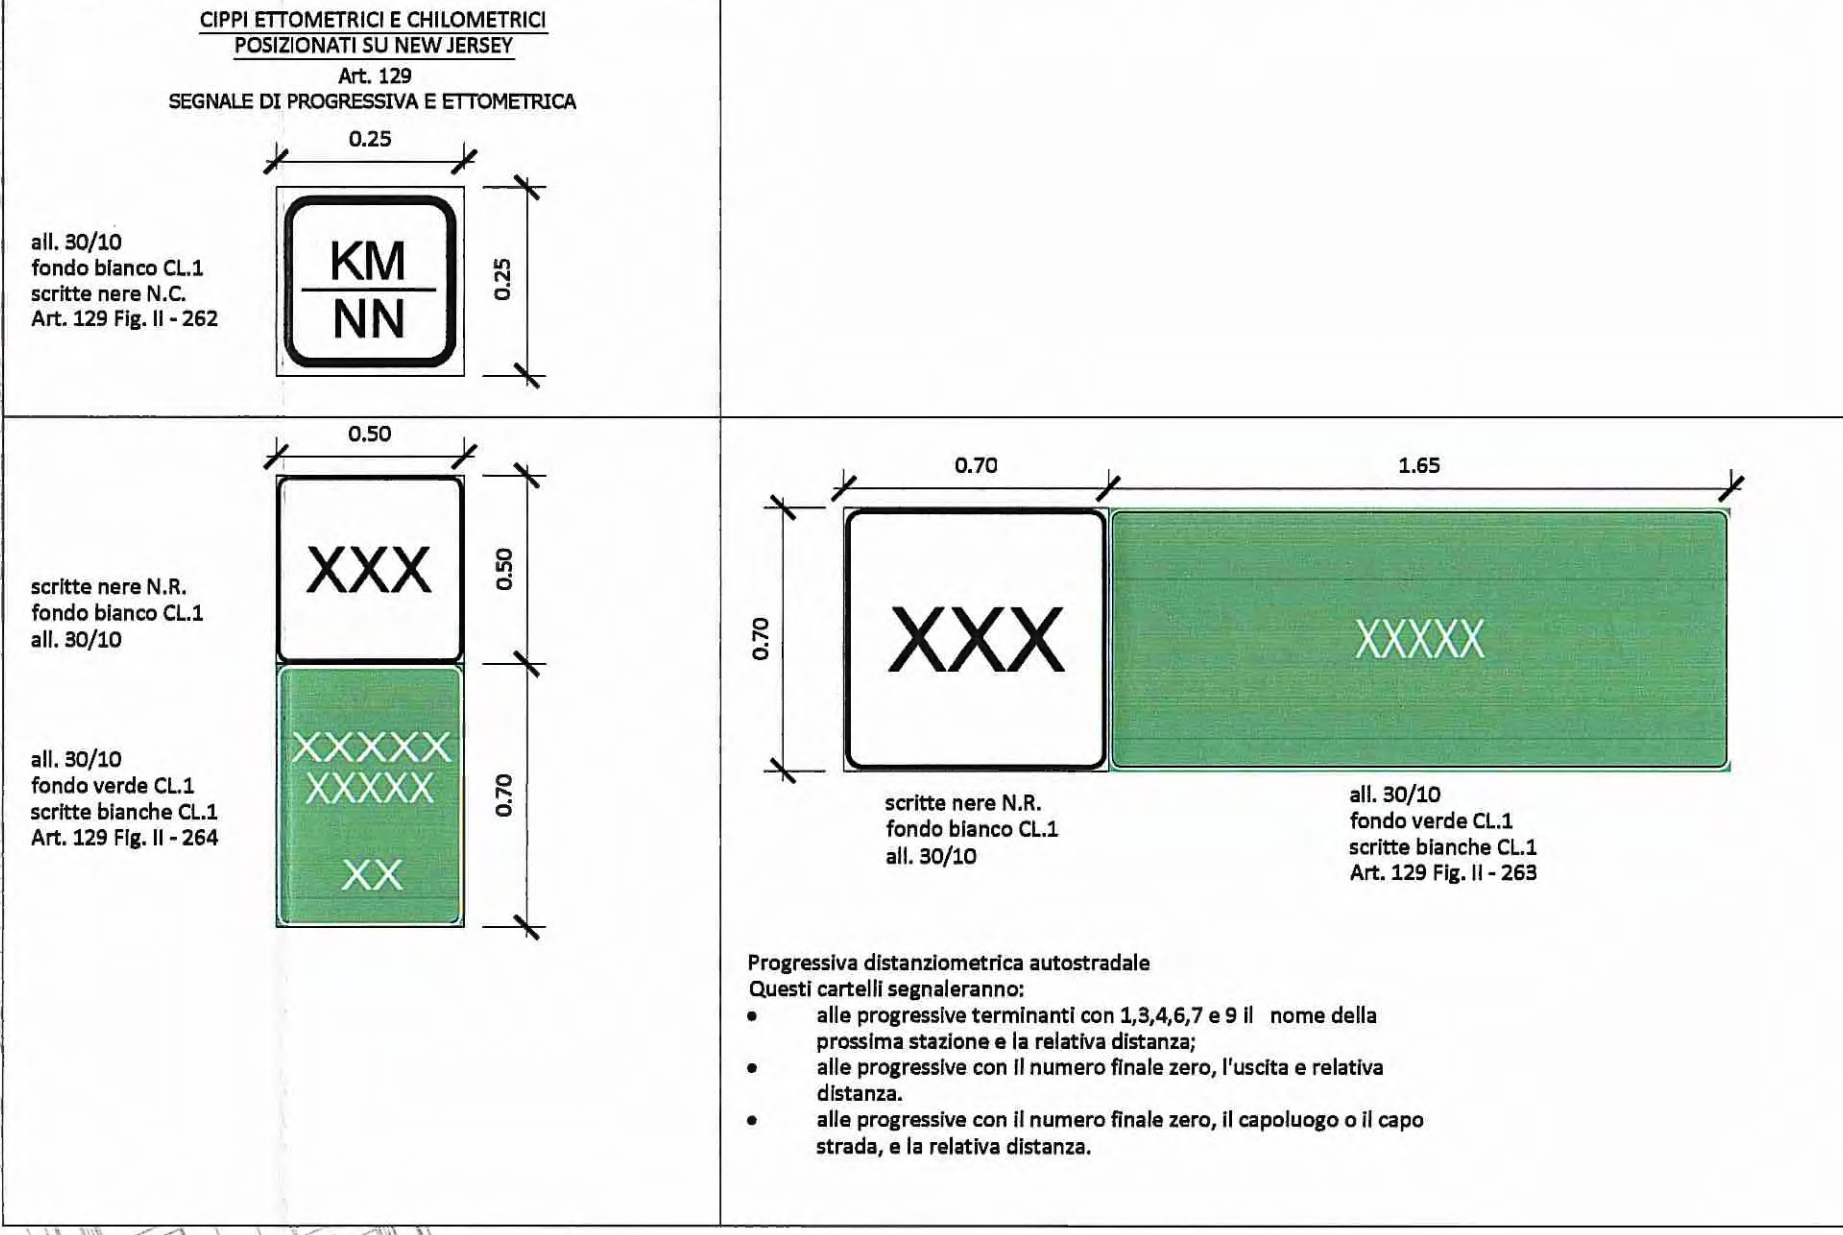 CIPPI ETTOMETRICI E CHILOMETRICI
POSIZIONATI SU NEW JERSEY
Art. 129
SEGNALE DI PROGRESSIVA E ETTOMETRICA
0.25
all. 30/10
fondo bianco CL.1
scritte nere N.C.
Art. 129 Fig. II - 262
KM
NN
0.25
0.50
scritte nere N.R.
fondo bianco CL.1
all. 30/10
XXX
0.50
all. 30/10
fondo verde CL.1
scritte bianche CL.1
Art. 129 Fig. II - 264
XXXXX
XXXXX
XX
0.70
0.70
1.65
0.70
XXX
XXXXX
scritte nere N.R.
fondo bianco CL.1
all. 30/10
all. 30/10
fondo verde CL.1
scritte bianche CL.1
Art. 129 Fig. II - 263
Progressiva distanziometrica autostradale
Questi cartelli segnaleranno:
• alle progressive terminanti con 1,3,4,6,7 e 9 il nome della
prossima stazione e la relativa distanza;
• alle progressive con il numero finale zero, l'uscita e relativa
distanza.
• alle progressive con il numero finale zero, il capoluogo o il capo
strada, e la relativa distanza.